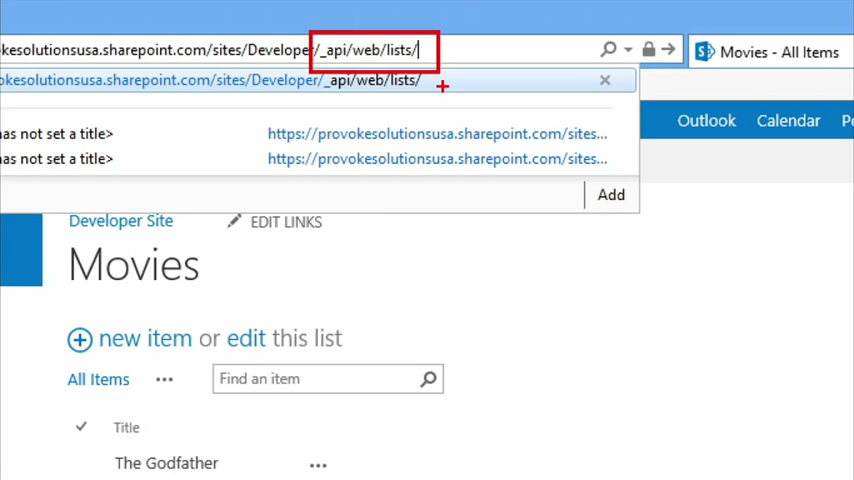 kesolutionsusa.sharepoint.com/sites/Developer/_api/web/lists/
Movies - All Items
kesolutionsusa.sharepoint.com/sites/Developer/_api/web/lists/
Outlook Calendar
has not set a title> https://provokesolutionsusa.sharepoint.com/sites...
has not set a title> https://provokesolutionsusa.sharepoint.com/sites...
Add
Developer Site EDIT LINKS
Movies
new item or edit this list
All Items ... Find an item
Title
The Godfather ...